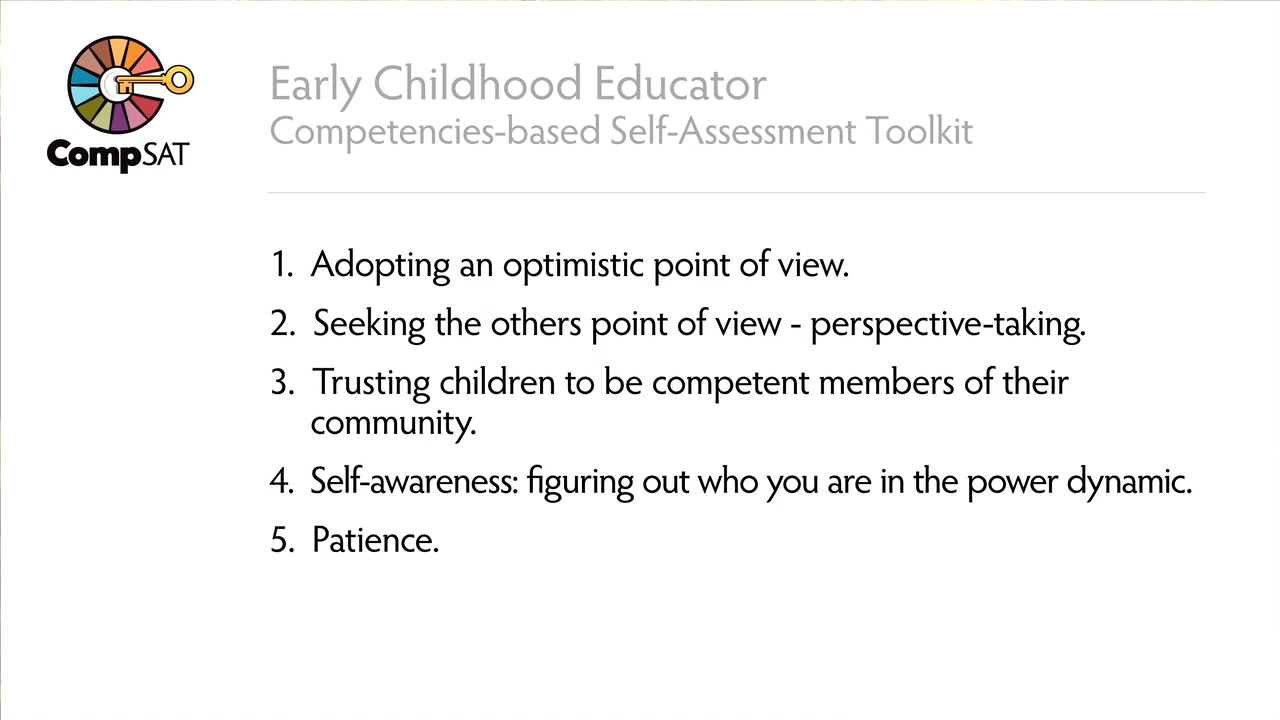 CompSAT
Early Childhood Educator
Competencies-based Self-Assessment Toolkit
1. Adopting an optimistic point of view.
2. Seeking the others point of view - perspective-taking.
3. Trusting children to be competent members of their
community.
4. Self-awareness: figuring out who you are in the power dynamic.
5. Patience.